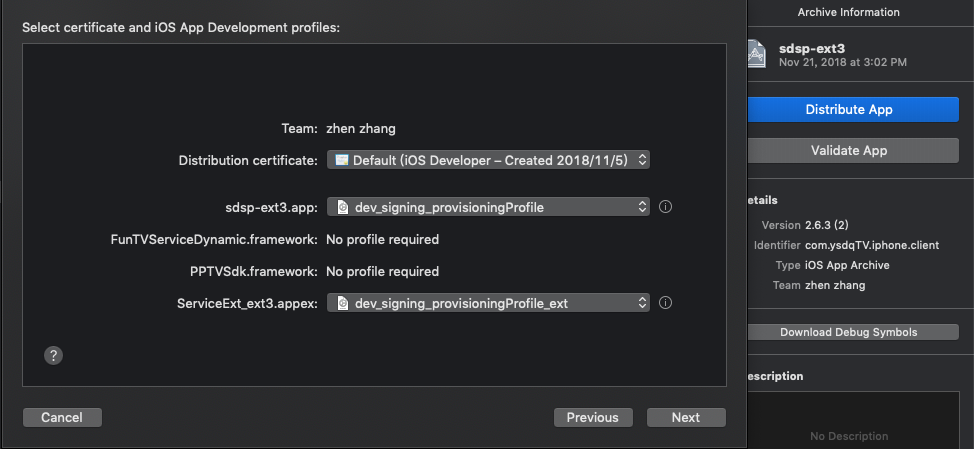 Select certificate and iOS App Development profiles:
Team: zhen zhang
Distribution certificate: Default (iOS Developer – Created 2018/11/5)
sdsp-ext3.app: dev_signing_provisioningProfile
FunTVServiceDynamic.framework: No profile required
PPTVSdk.framework: No profile required
ServiceExt_ext3.appex: dev_signing_provisioningProfile_ext
?
Cancel
Previous
Next
Archive Information
sdsp-ext3
Nov 21, 2018 at 3:02 PM
Distribute App
Validate App
etails
Version 2.6.3 (2)
Identifier com.ysdqTV.iphone.client
Type iOS App Archive
Team zhen zhang
Download Debug Symbols
escription
No Description